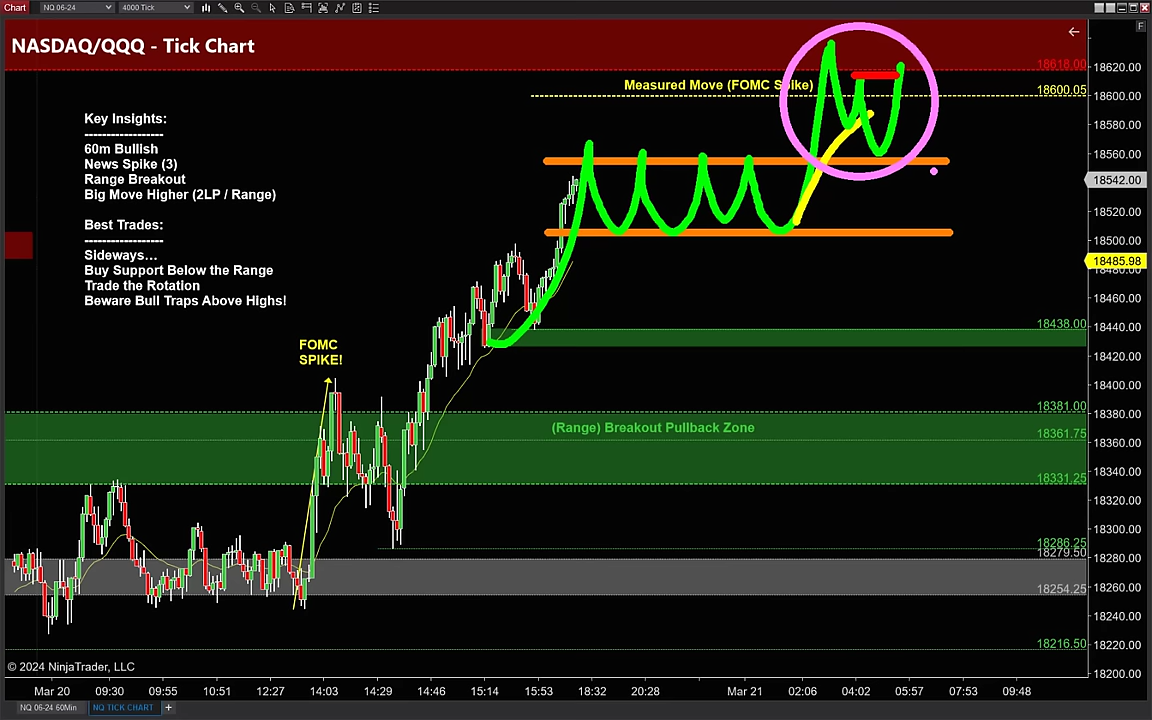 Chart
NQ 06-24
4000 Tick
F
NASDAQ/QQQ - Tick Chart
Key Insights:
------------------
60m Bullish
News Spike (3)
Range Breakout
Big Move Higher (2LP / Range)
Best Trades:
------------------
Sideways...
Buy Support Below the Range
Trade the Rotation
Beware Bull Traps Above Highs!
Measured Move (FOMC Spike)
FOMC
SPIKE!
(Range) Breakout Pullback Zone
18618.00
18600.05
18438.00
18381.00
18361.75
18331.25
18286.25
18279.50
18254.25
18216.50
18620.00
18600.00
18580.00
18560.00
18542.00
18520.00
18500.00
18485.98
18480.00
18460.00
18440.00
18420.00
18400.00
18380.00
18360.00
18340.00
18320.00
18300.00
18280.00
18260.00
18240.00
18220.00
18200.00
© 2024 NinjaTrader, LLC
Mar 20 09:30 09:55 10:51 12:27 14:03 14:29 14:46 15:14 15:53 18:32 20:28 Mar 21 02:06 04:02 05:57 07:53 09:48
NQ 06-24 60Min NQ TICK CHART +